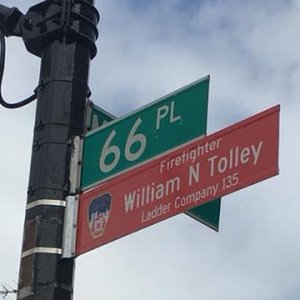 66 PL
Firefighter
William N Tolley
Ladder Company 135